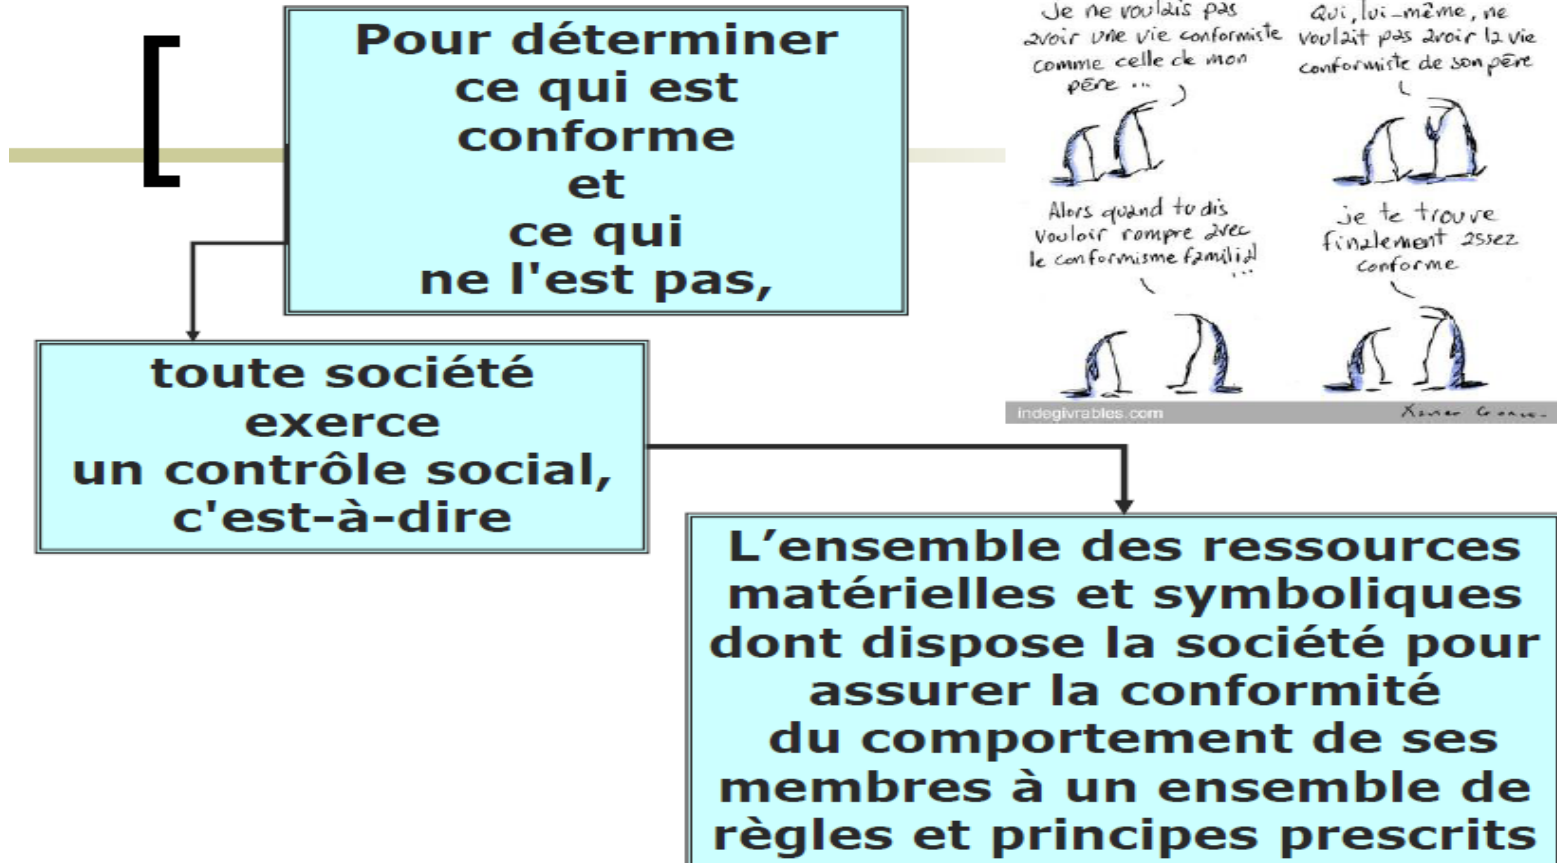 Pour déterminer
ce qui est
conforme
et
ce qui
ne l'est pas,
toute société
exerce
un contrôle social,
c'est-à-dire
L'ensemble des ressources
matérielles et symboliques
dont dispose la société pour
assurer la conformité
du comportement de ses
membres à un ensemble de
règles et principes prescrits
Je ne voulais pas
avoir une vie conformiste
comme celle de mon
père ...
Qui, lui-même, ne
voulait pas avoir la vie
conformiste de son père
Alors quand tu dis
vouloir rompre avec
le conformisme familial
...
je te trouve
finalement assez
conforme
indegivrables.com
Xavier